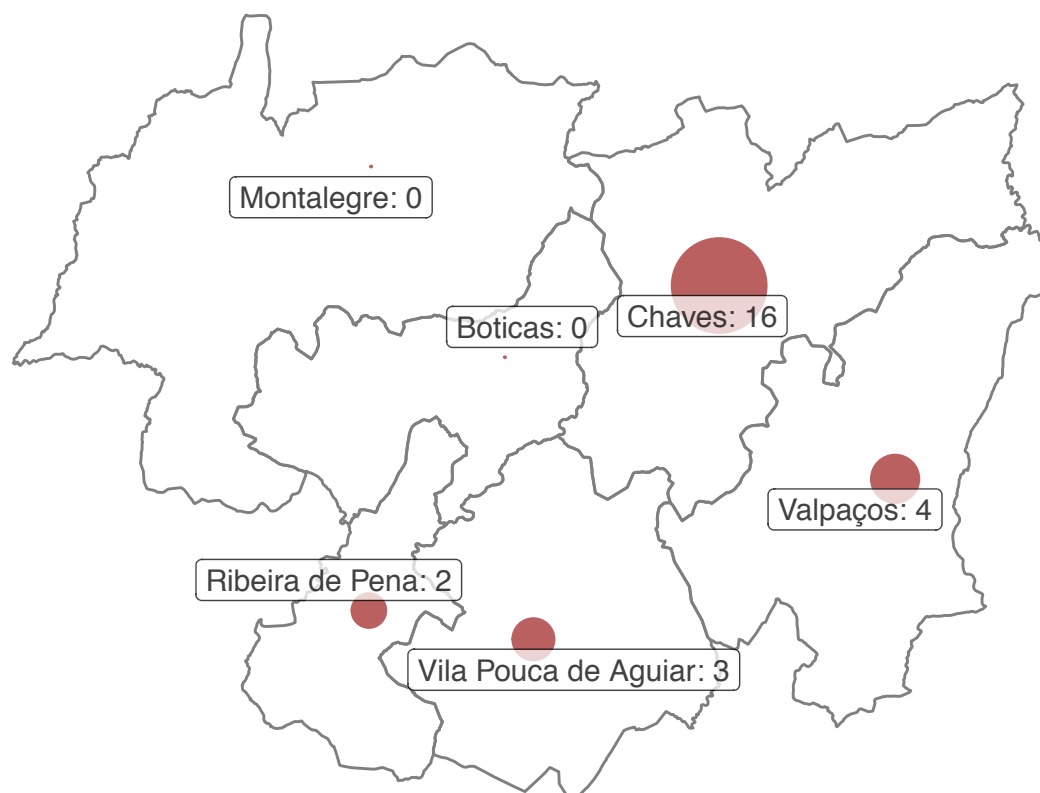 Montalegre: 0
Boticas: 0
Chaves: 16
Valpaços: 4
Ribeira de Pena: 2
Vila Pouca de Aguiar: 3